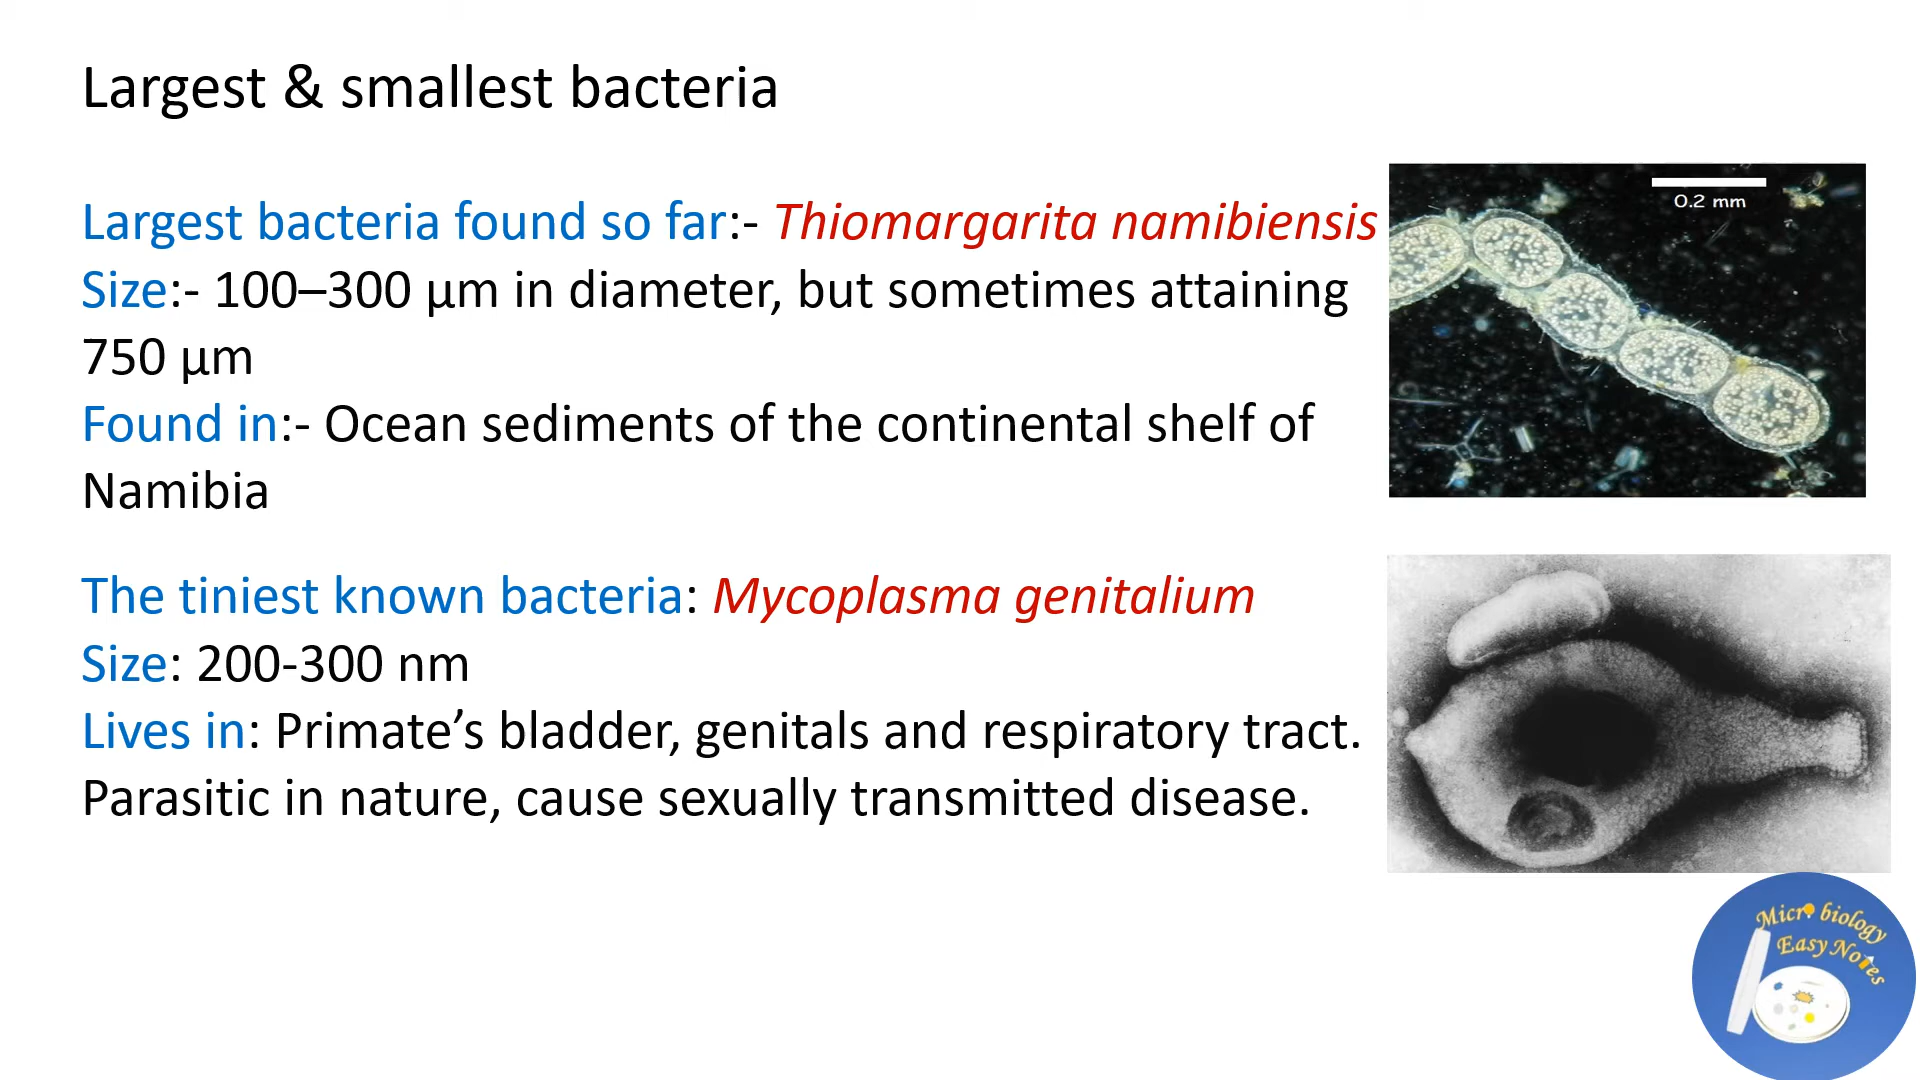 Largest & smallest bacteria
Largest bacteria found so far:- Thiomargarita namibiensis
Size:- 100–300 µm in diameter, but sometimes attaining
750 µm
Found in:- Ocean sediments of the continental shelf of
Namibia
0.2 mm
The tiniest known bacteria: Mycoplasma genitalium
Size: 200-300 nm
Lives in: Primate’s bladder, genitals and respiratory tract.
Parasitic in nature, cause sexually transmitted disease.
Microbiology
Easy Notes